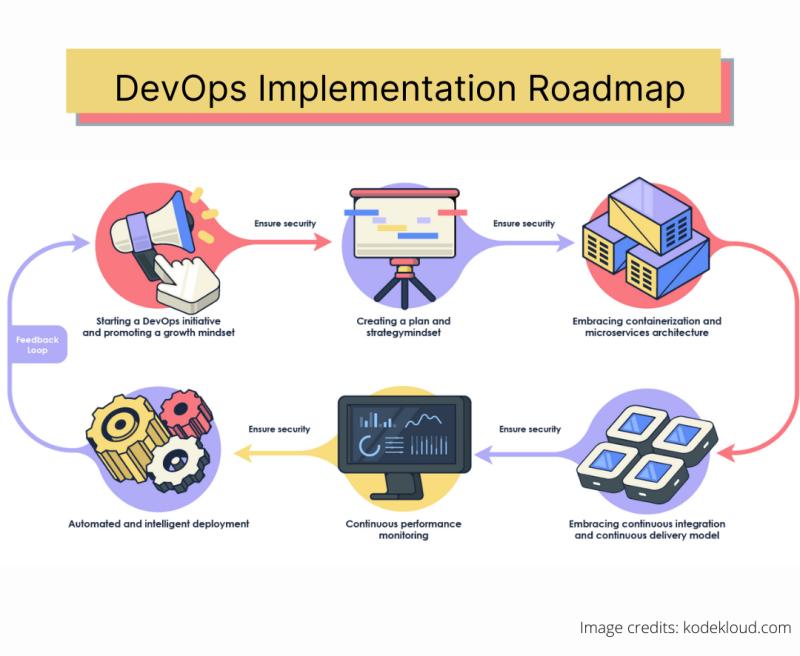 DevOps Implementation Roadmap
Ensure security
Ensure security
Starting a DevOps initiative
and promoting a growth mindset
Creating a plan and
strategymindset
Embracing containerization and
microservices architecture
Feedback
Loop
Ensure security
Ensure security
Automated and intelligent deployment
Continuous performance
monitoring
Embracing continuous integration
and continuous delivery model
Image credits: kodekloud.com